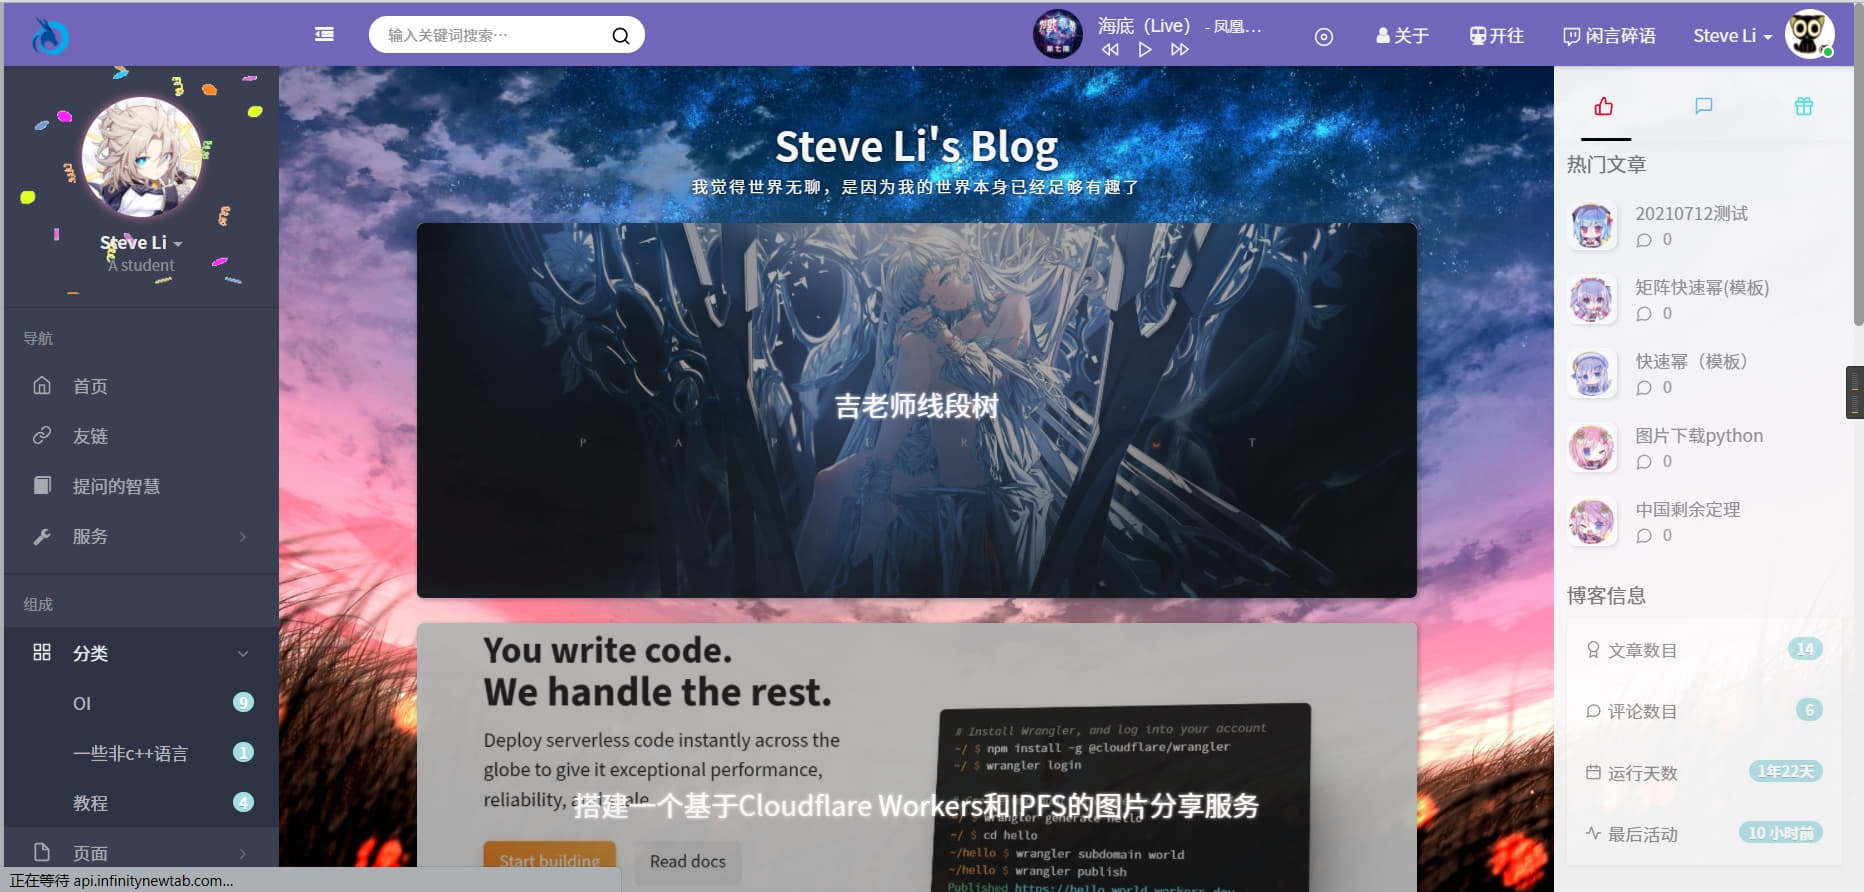 输入关键词搜索…
海底（Live） - 凤凰…
关于
开往
闲言碎语
Steve Li
Steve Li
A student
导航
首页
友链
提问的智慧
服务
组成
分类
OI 9
一些非c++语言 1
教程 4
页面
正在等待 api.infinitynewtab.com...
Steve Li's Blog
我觉得世界无聊，是因为我的世界本身已经足够有趣了
吉老师线段树
P A P E R C T
You write code.
We handle the rest.
Deploy serverless code instantly across the
globe to give it exceptional performance,
reliability,
搭建一个基于Cloudflare Workers和IPFS的图片分享服务
Start building
Read docs
# Install Wrangler, and log into your account
~/ $ npm install -g @cloudflare/wrangler
~/ $ wrangler login
~/ $ wrangler generate hello
~/ $ cd hello
~/hello $ wrangler subdomain world
~/hello $ wrangler publish
Published https://hello.world.workers.dev
热门文章
20210712测试
0
矩阵快速幂(模板)
0
快速幂（模板）
0
图片下载python
0
中国剩余定理
0
博客信息
文章数目 14
评论数目 6
运行天数 1年22天
最后活动 10 小时前